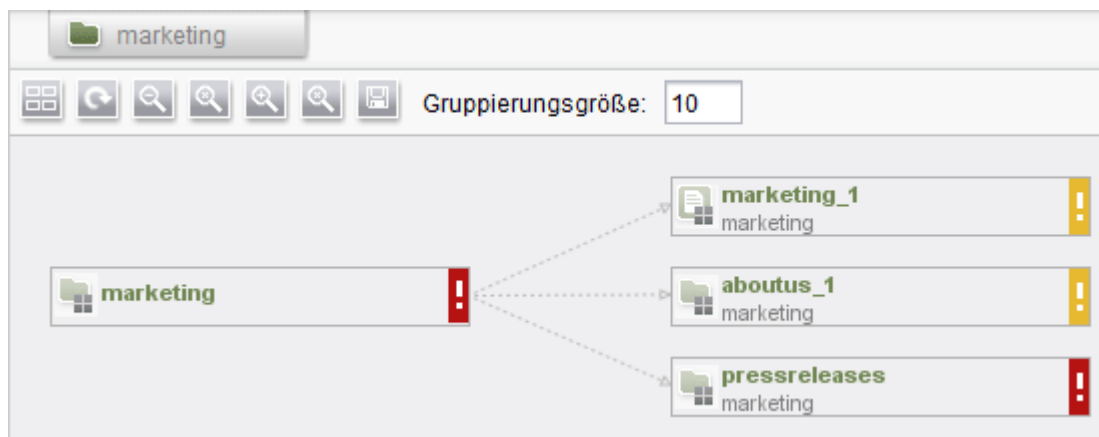 marketing
Gruppierungsgröße: 10
marketing_1
marketing
marketing
aboutus_1
marketing
pressreleases
marketing